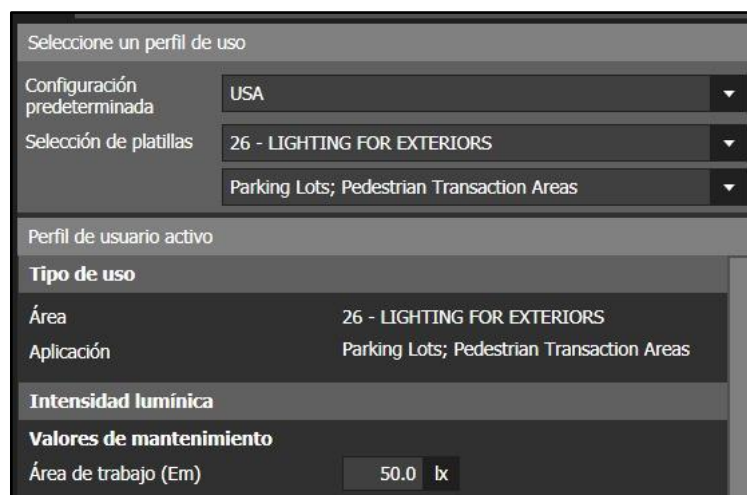 Seleccione un perfil de uso
Configuración
predeterminada
USA
Selección de platillas
26 - LIGHTING FOR EXTERIORS
Parking Lots; Pedestrian Transaction Areas
Perfil de usuario activo
Tipo de uso
Área 26 - LIGHTING FOR EXTERIORS
Aplicación Parking Lots; Pedestrian Transaction Areas
Intensidad lumínica
Valores de mantenimiento
Área de trabajo (Em) 50.0 lx